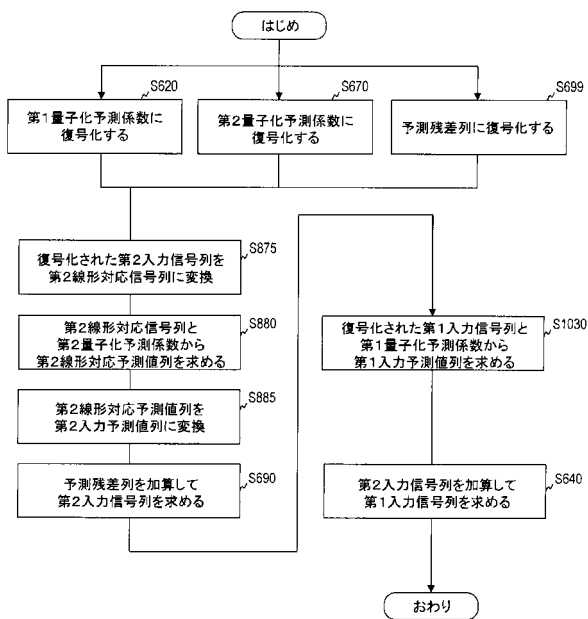 はじめ
S620
第1量子化予測係数に
復号化する
S670
第2量子化予測係数に
復号化する
S699
予測残差列に復号化する
S875
復号化された第2入力信号列を
第2線形対応信号列に変換
S880
第2線形対応信号列と
第2量子化予測係数から
第2線形対応予測値列を求める
S885
第2線形対応予測値列を
第2入力予測値列に変換
S690
予測残差列を加算して
第2入力信号列を求める
S1030
復号化された第1入力信号列と
第1量子化予測係数から
第1入力予測値列を求める
S640
第2入力信号列を加算して
第1入力信号列を求める
おわり